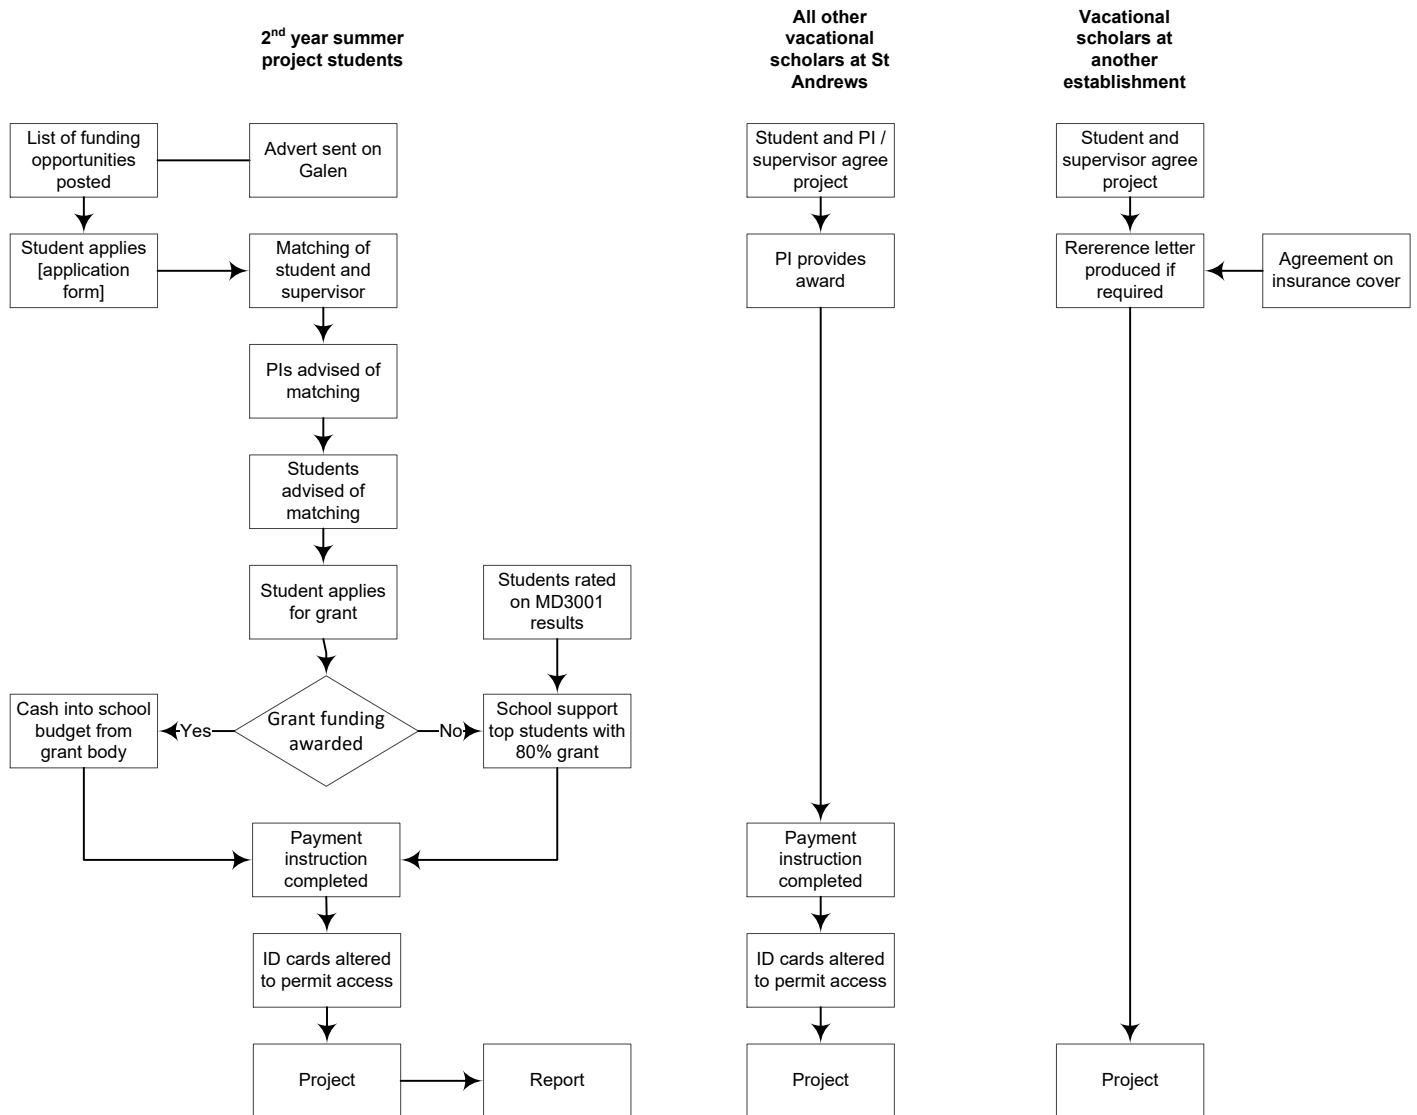 2nd year summer
project students
All other
vacational
scholars at St
Andrews
Vacational
scholars at
another
establishment
List of funding
opportunities
posted
Advert sent on
Galen
Student and PI /
supervisor agree
project
Student and
supervisor agree
project
Student applies
[application
form]
Matching of
student and
supervisor
PI provides
award
Rererence letter
produced if
required
Agreement on
insurance cover
PIs advised of
matching
Students
advised of
matching
Student applies
for grant
Students rated
on MD3001
results
Cash into school
budget from
grant body
Yes
Grant funding
awarded
No
School support
top students with
80% grant
Payment
instruction
completed
Payment
instruction
completed
ID cards altered
to permit access
ID cards altered
to permit access
Project
Report
Project
Project